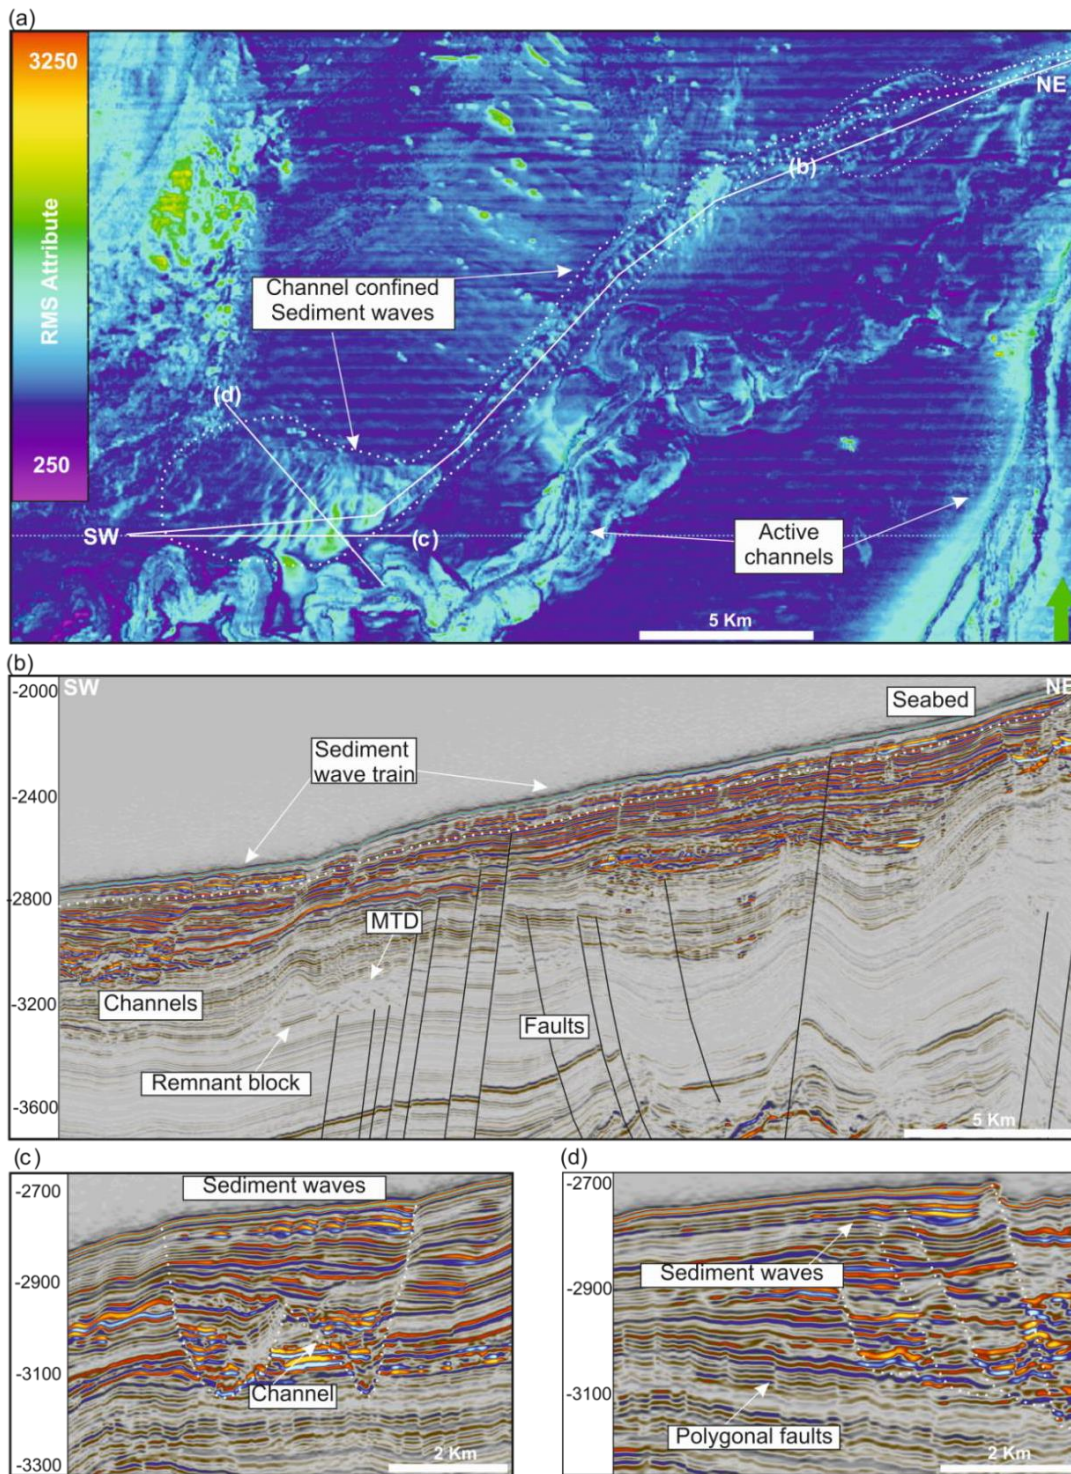 (a)
3250
RMS Attribute
250
NE
(b)
Channel confined
Sediment waves
(d)
SW
(c)
Active
channels
5 Km
(b)
SW
NE
-2000
-2400
-2800
-3200
-3600
Seabed
Sediment
wave train
MTD
Channels
Faults
Remnant block
5 Km
(c)
-2700
-2900
-3100
-3300
Sediment waves
Channel
2 Km
(d)
-2700
-2900
-3100
Sediment waves
Polygonal faults
2 Km